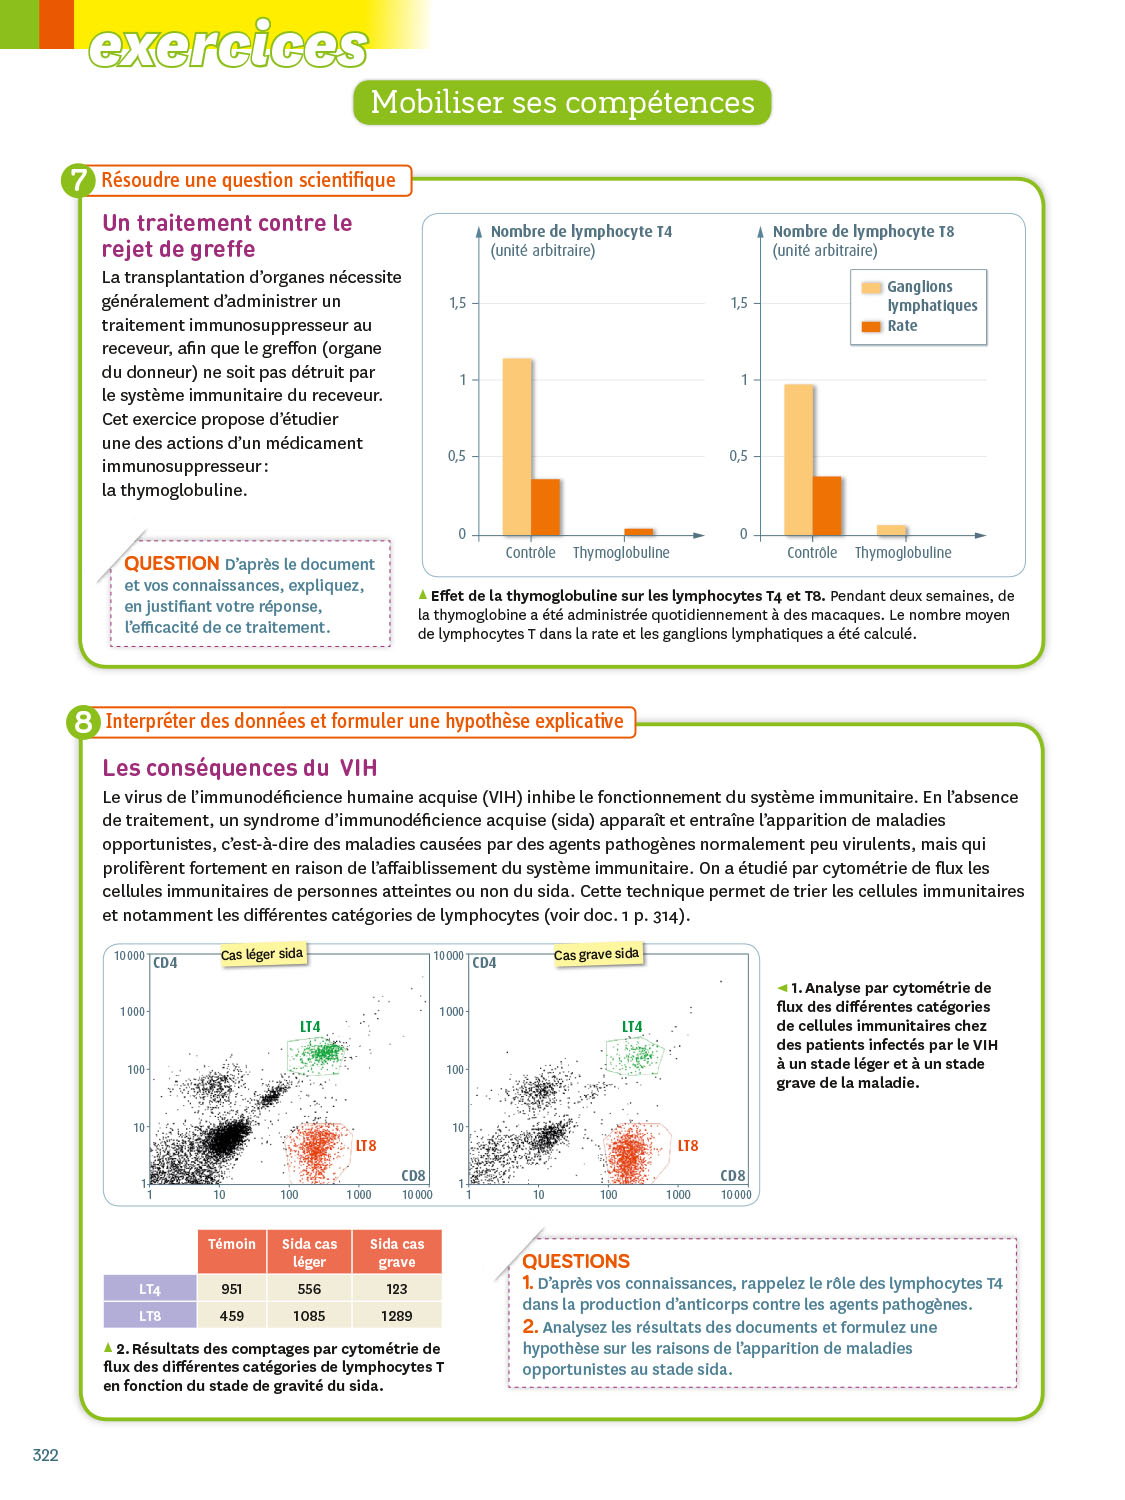 exercices
Mobiliser ses compétences
7 Résoudre une question scientifique
Un traitement contre le
rejet de greffe
La transplantation d'organes nécessite
généralement d'administrer un
traitement immunosuppresseur au
receveur, afin que le greffon (organe
du donneur) ne soit pas détruit par
le système immunitaire du receveur.
Cet exercice propose d'étudier
une des actions d'un médicament
immunosuppresseur :
la thymoglobuline.
QUESTION D'après le document
et vos connaissances, expliquez,
en justifiant votre réponse,
l'efficacité de ce traitement.
Nombre de lymphocyte T4
(unité arbitraire)
1,5
1
0,5
0
Contrôle Thymoglobuline
Nombre de lymphocyte T8
(unité arbitraire)
Ganglions
lymphatiques
Rate
1,5
1
0,5
0
Contrôle Thymoglobuline
Effet de la thymoglobuline sur les lymphocytes T4 et T8. Pendant deux semaines, de
la thymoglobine a été administrée quotidiennement à des macaques. Le nombre moyen
de lymphocytes T dans la rate et les ganglions lymphatiques a été calculé.
8 Interpréter des données et formuler une hypothèse explicative
Les conséquences du VIH
Le virus de l'immunodéficience humaine acquise (VIH) inhibe le fonctionnement du système immunitaire. En l'absence
de traitement, un syndrome d'immunodéficience acquise (sida) apparaît et entraîne l'apparition de maladies
opportunistes, c'est-à-dire des maladies causées par des agents pathogènes normalement peu virulents, mais qui
prolifèrent fortement en raison de l'affaiblissement du système immunitaire. On a étudié par cytométrie de flux les
cellules immunitaires de personnes atteintes ou non du sida. Cette technique permet de trier les cellules immunitaires
et notamment les différentes catégories de lymphocytes (voir doc. 1 p. 314).
10 000 CD4 Cas léger sida
1 000
LT4
100
10
LT8
CD8
1
1 10 100 1 000 10 000
10 000 CD4 Cas grave sida
1 000
LT4
100
10
LT8
CD8
1
1 10 100 1 000 10 000
1. Analyse par cytométrie de
flux des différentes catégories
de cellules immunitaires chez
des patients infectés par le VIH
à un stade léger et à un stade
grave de la maladie.
Témoin Sida cas léger Sida cas grave
LT4 951 556 123
LT8 459 1 085 1 289
2. Résultats des comptages par cytométrie de
flux des différentes catégories de lymphocytes T
en fonction du stade de gravité du sida.
QUESTIONS
1. D'après vos connaissances, rappelez le rôle des lymphocytes T4
dans la production d'anticorps contre les agents pathogènes.
2. Analysez les résultats des documents et formulez une
hypothèse sur les raisons de l'apparition de maladies
opportunistes au stade sida.
322